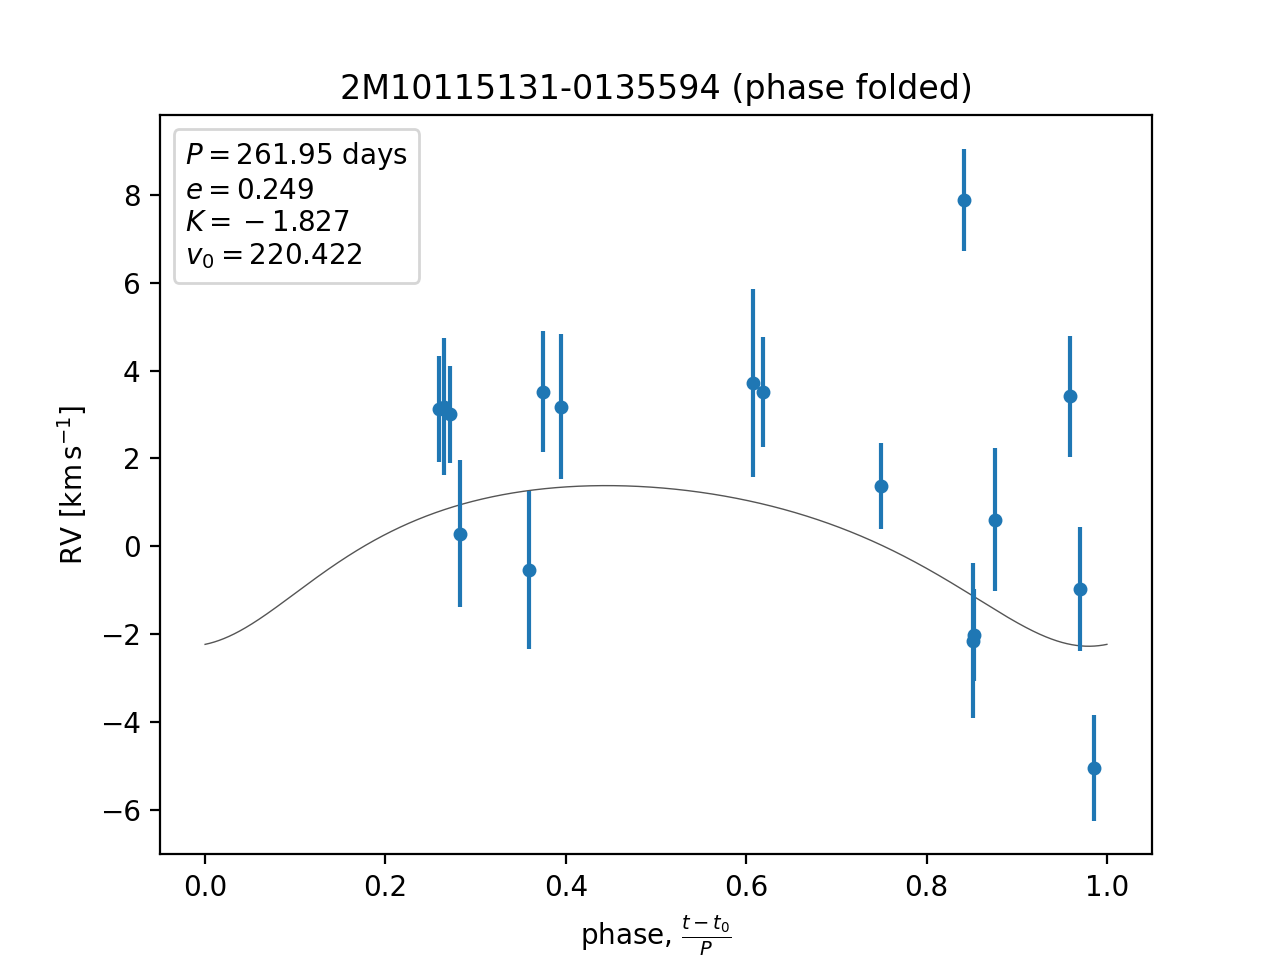 2M10115131-0135594 (phase folded)
P = 261.95 days
e = 0.249
K = −1.827
v₀ = 220.422
8
6
4
2
0
−2
−4
−6
RV [km s⁻¹]
0.0 0.2 0.4 0.6 0.8 1.0
phase, (t − t₀)/P